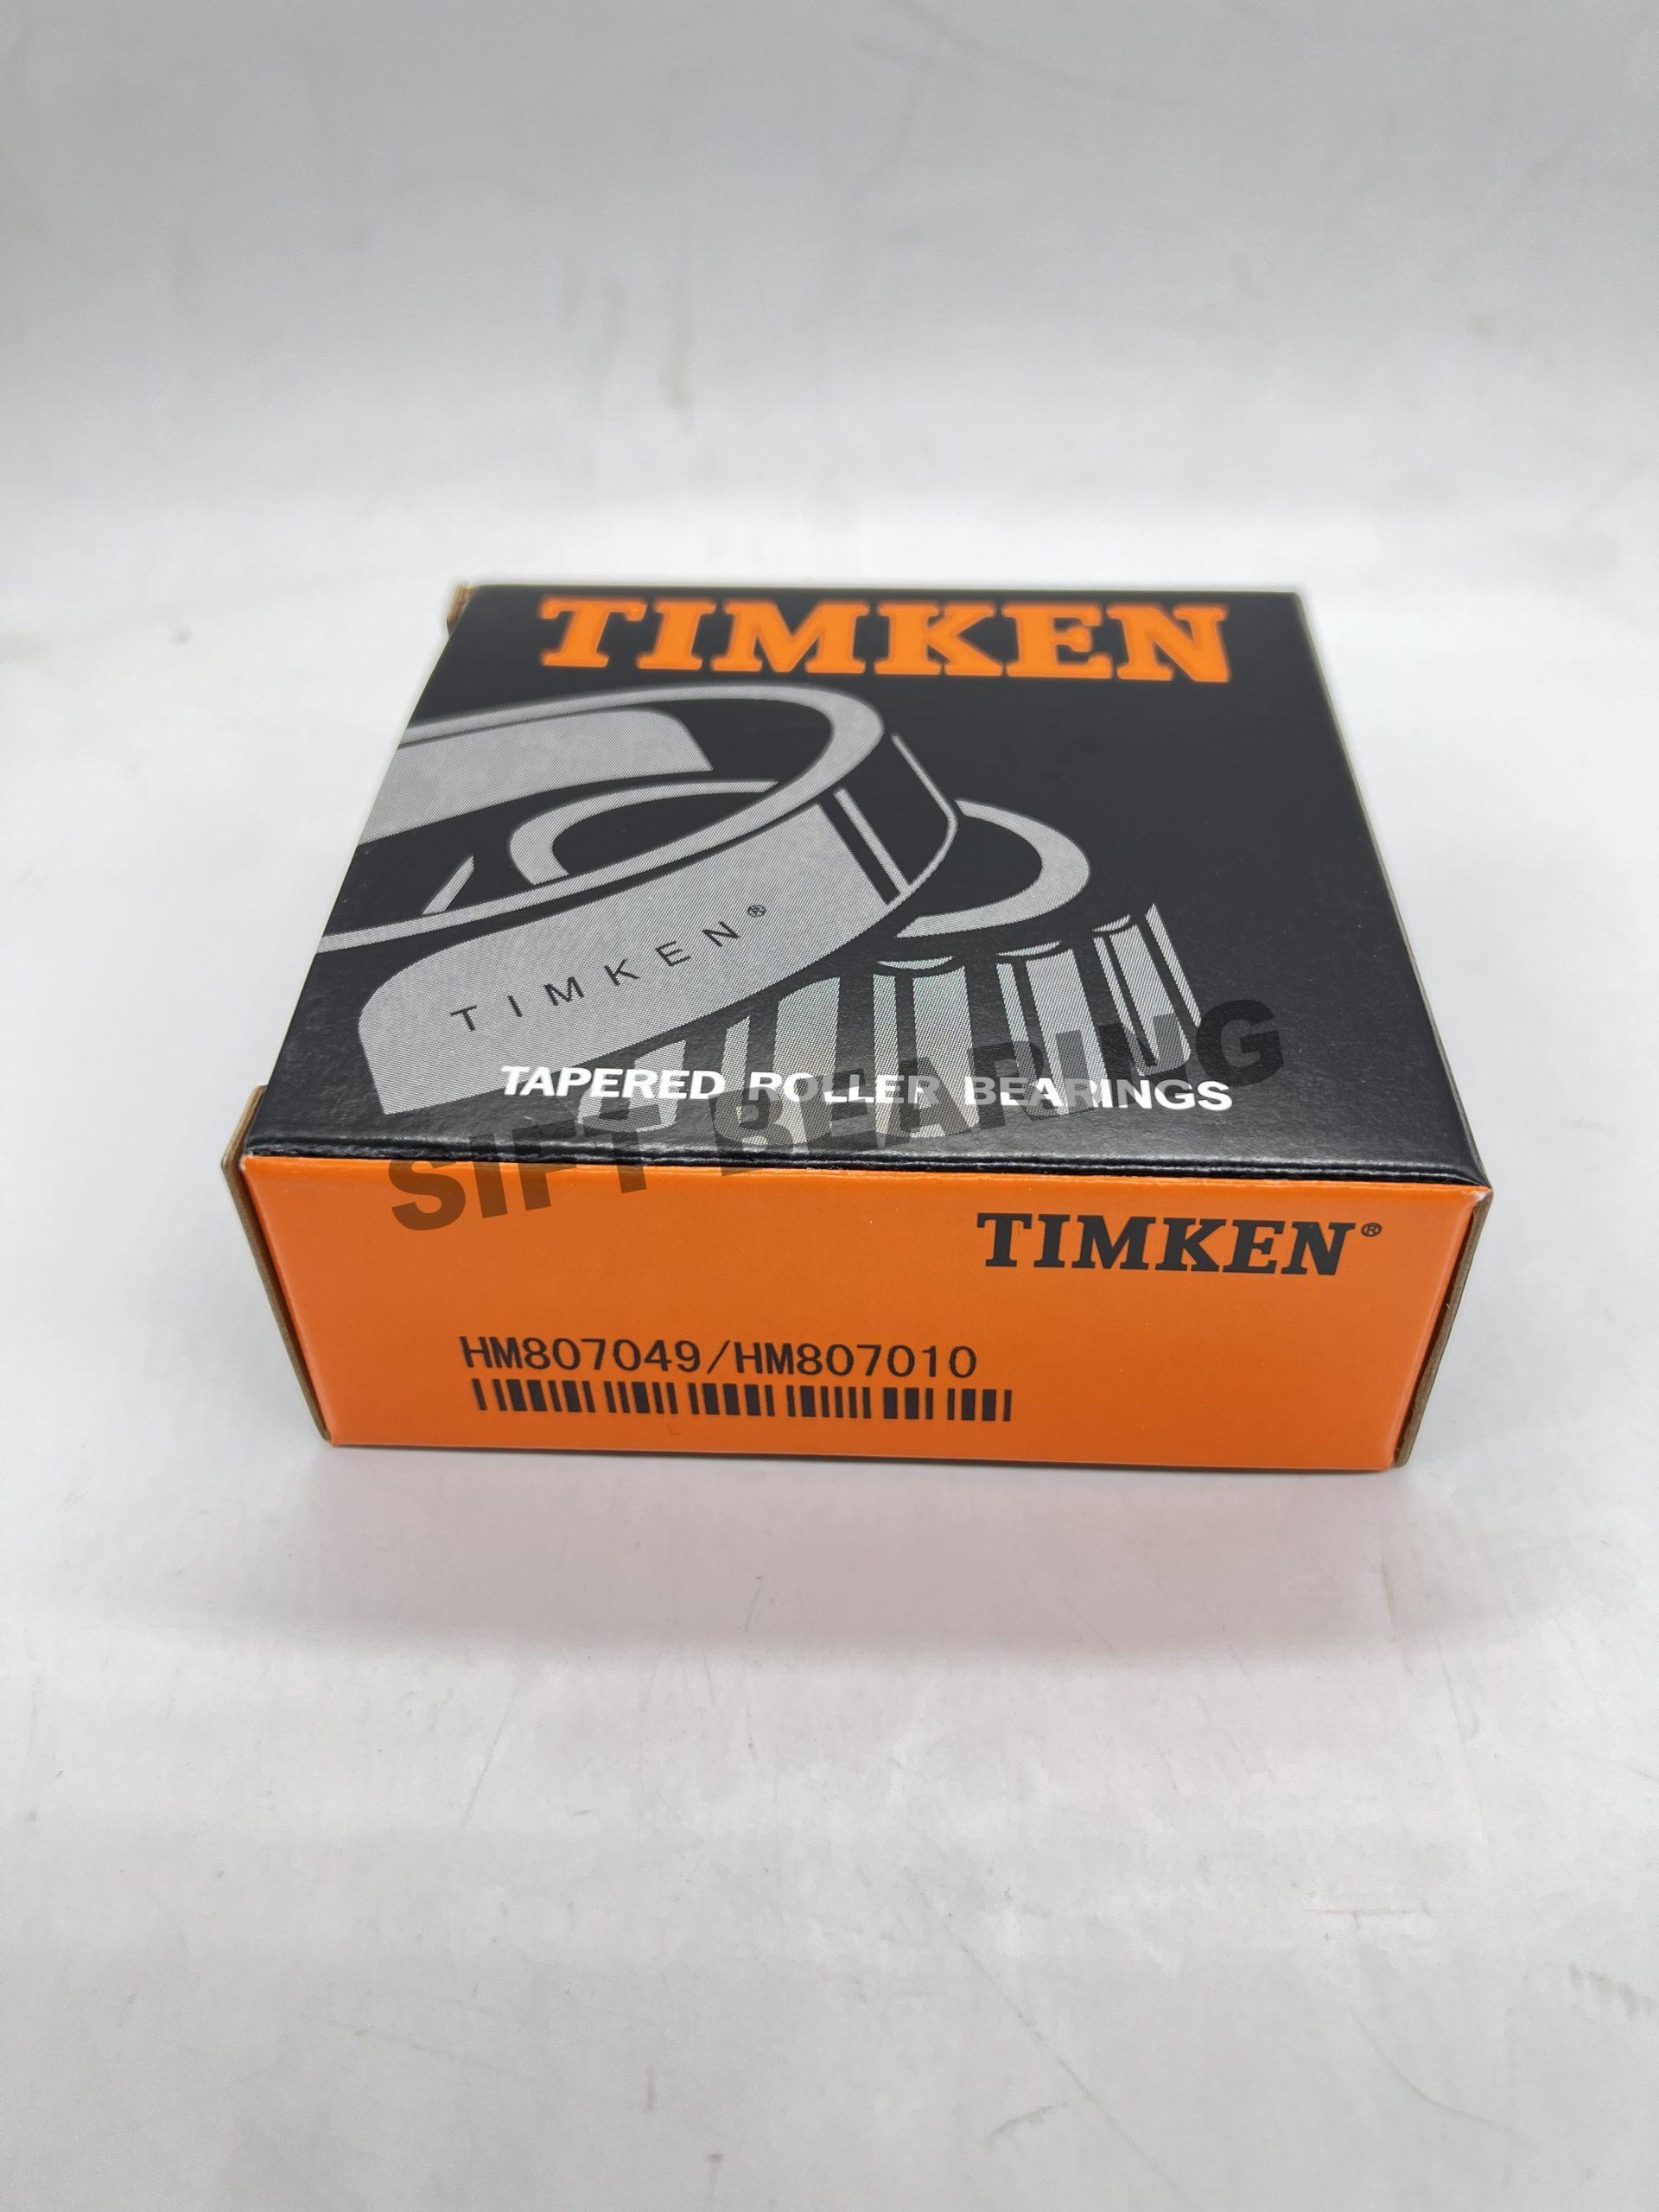 TIMKEN
TIMKEN®
TAPERED ROLLER BEARINGS
SIFT BEARING
TIMKEN®
HM807049/HM807010